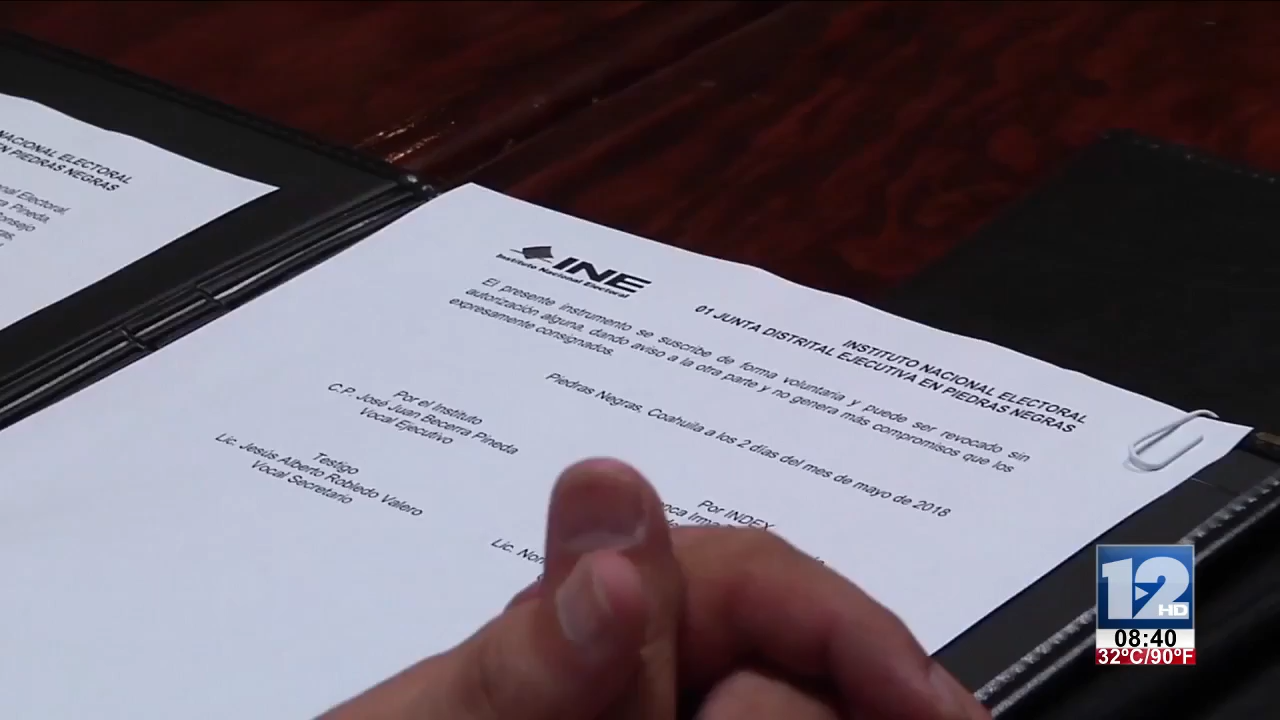 NACIONAL ELECTORAL
EN PIEDRAS NEGRAS
Electoral,
Pineda,
INE
Instituto Nacional Electoral
INSTITUTO NACIONAL ELECTORAL
01 JUNTA DISTRITAL EJECUTIVA EN PIEDRAS NEGRAS
El presente instrumento se suscribe de forma voluntaria y puede ser revocado sin
autorización alguna, dando aviso a la otra parte y no genera más compromisos que los
expresamente consignados.
Piedras Negras, Coahuila a los 2 días del mes de mayo de 2018
Por el Instituto
C.P. José Juan Becerra Pineda
Vocal Ejecutivo
Por INDEX
Irma
Testigo
Lic. Jesús Alberto Robledo Valero
Vocal Secretario
Lic.
12
HD
08:40
32°C/90°F